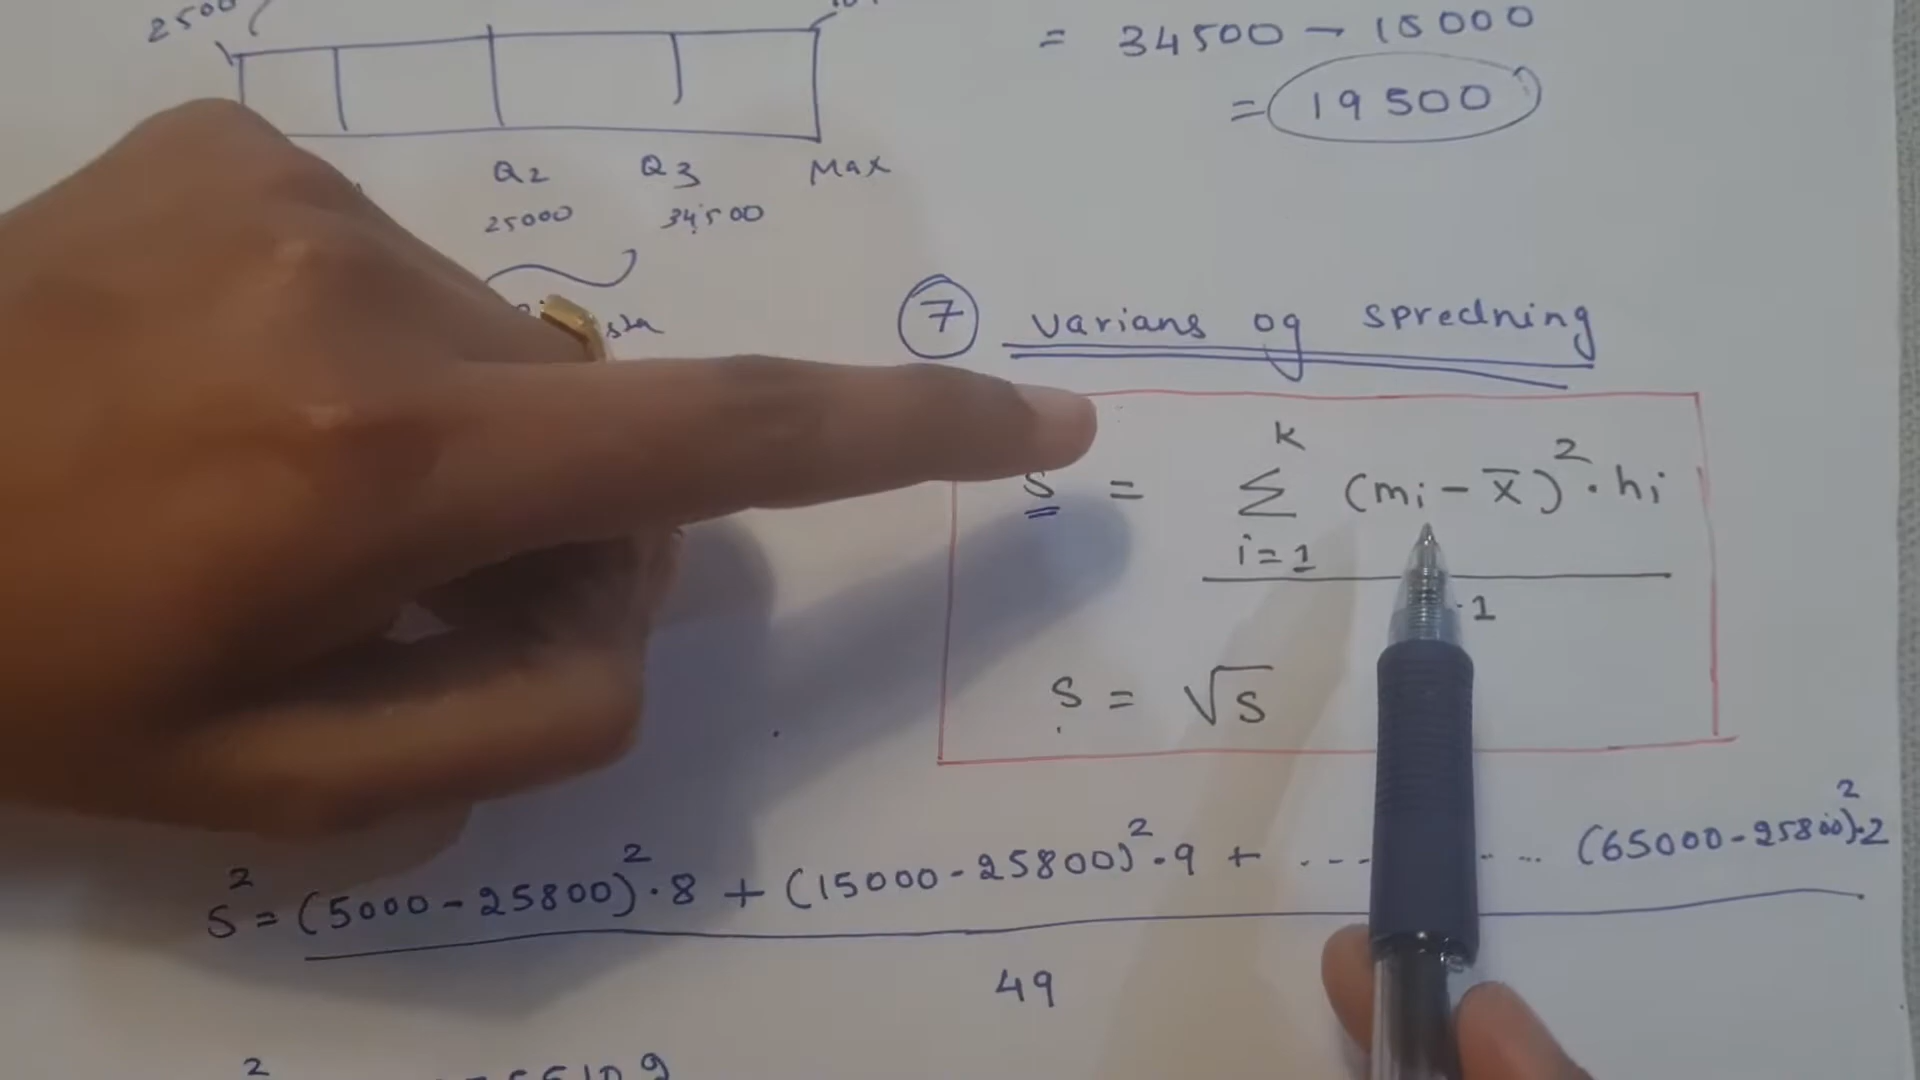 2500
= 34500 - 15000
= 19500
Q2 Q3 Max
25000 34500
7 varians og spredning
K
s = Σ (mi - x̄)² · hi
i=1
1
s = √s
s² = (5000 - 25800)² · 8 + (15000 - 25800)² · 9 + ---- ... (65000 - 25800)² · 2
49
2